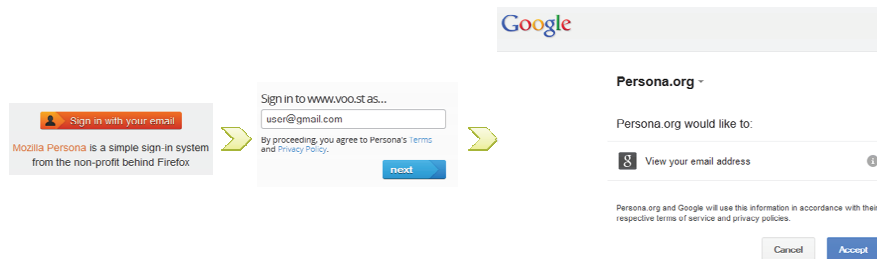 Sign in with your email
Mozilla Persona is a simple sign-in system
from the non-profit behind Firefox
Sign in to www.voo.st as...
user@gmail.com
By proceeding, you agree to Persona's Terms
and Privacy Policy.
next
Google
Persona.org
Persona.org would like to:
g
View your email address
i
Persona.org and Google will use this information in accordance with their
respective terms of service and privacy policies.
Cancel
Accept